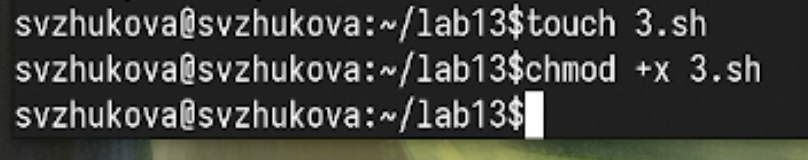 svzhukova@svzhukova:~/lab13$touch 3.sh
svzhukova@svzhukova:~/lab13$chmod +x 3.sh
svzhukova@svzhukova:~/lab13$